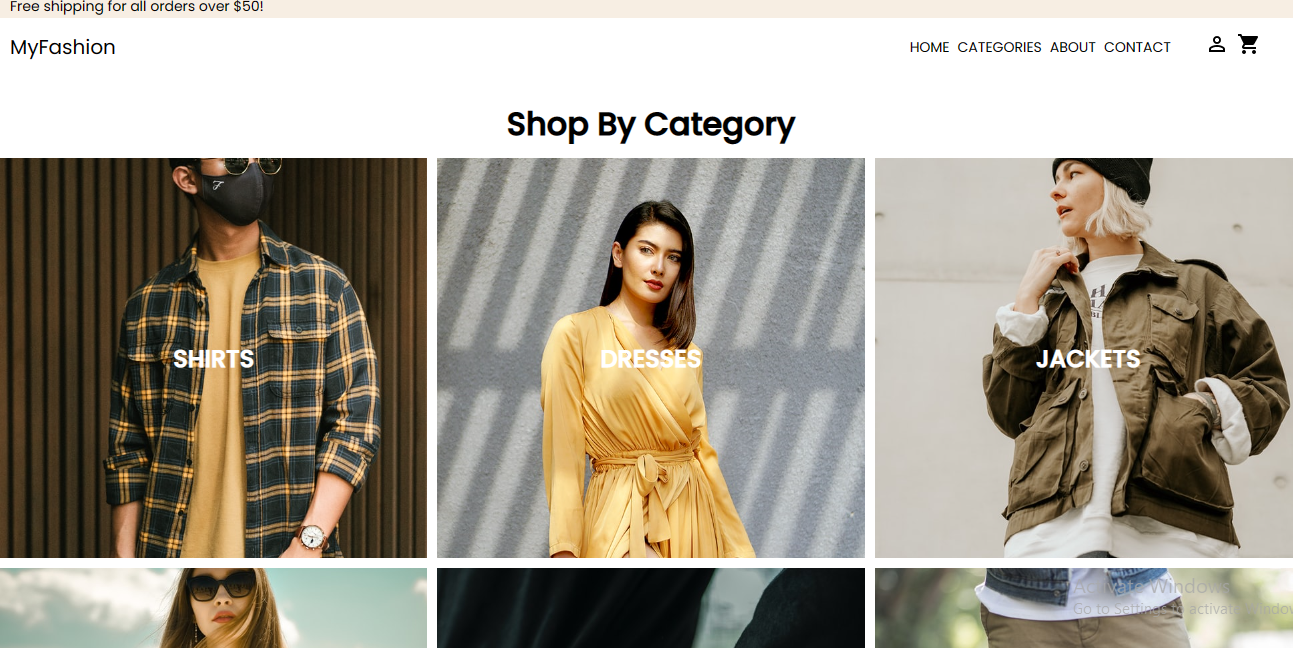 Free shipping for all orders over $50!
MyFashion
HOME CATEGORIES ABOUT CONTACT
Shop By Category
SHIRTS
DRESSES
JACKETS
Activate Windows
Go to Settings to activate Windows